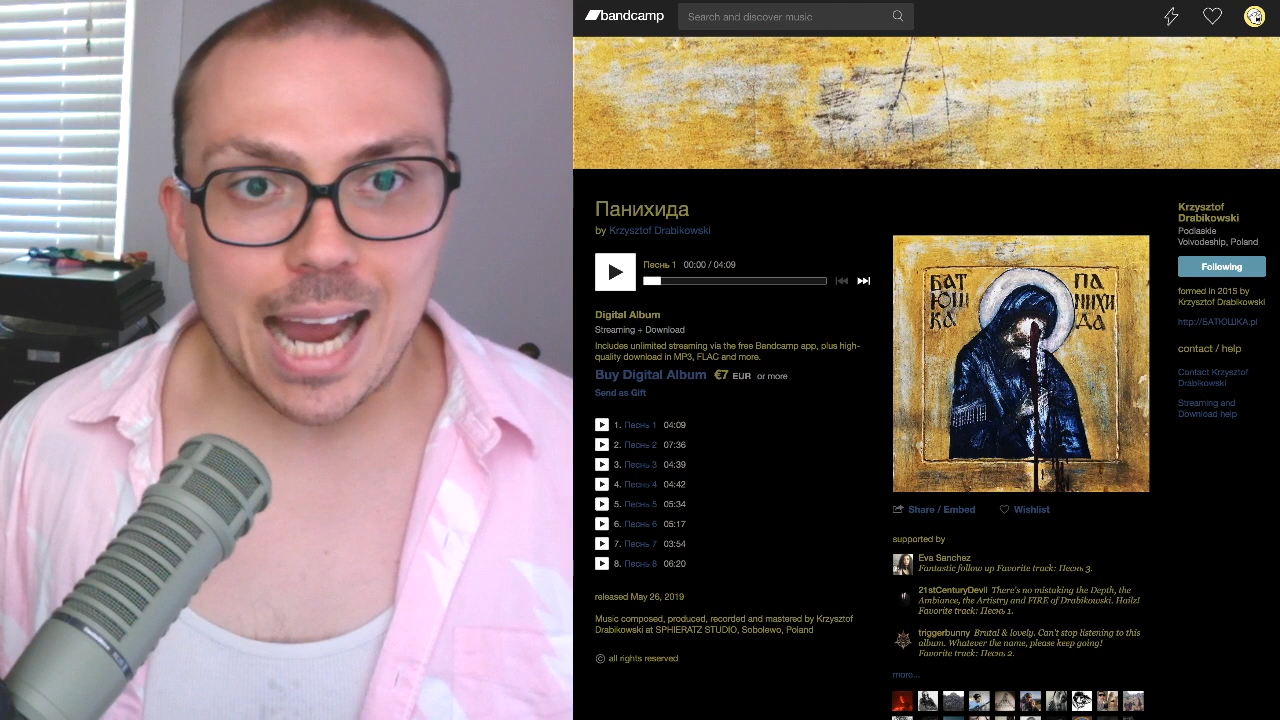 bandcamp
Search and discover music
Панихида
by Krzysztof Drabikowski
Песнь 1 00:00 / 04:09
Digital Album
Streaming + Download
Includes unlimited streaming via the free Bandcamp app, plus high-
quality download in MP3, FLAC and more.
Buy Digital Album €7 EUR or more
Send as Gift
1. Песнь 1 04:09
2. Песнь 2 07:36
3. Песнь 3 04:39
4. Песнь 4 04:42
5. Песнь 5 05:34
6. Песнь 6 05:17
7. Песнь 7 03:54
8. Песнь 8 06:20
released May 26, 2019
Music composed, produced, recorded and mastered by Krzysztof
Drabikowski at SPHIERATZ STUDIO, Sobolewo, Poland
© all rights reserved
БАТ
ЮШ
КА
ПА
НИХИ
ДА
Share / Embed
Wishlist
supported by
Eva Sanchez
Fantastic follow up Favorite track: Песнь 3.
21stCenturyDevil There's no mistaking the Depth, the
Ambiance, the Artistry and FIRE of Drabikowski. Hailz!
Favorite track: Песнь 1.
triggerbunny Brutal & lovely. Can't stop listening to this
album. Whatever the name, please keep going!
Favorite track: Песнь 2.
more...
Krzysztof
Drabikowski
Podlaskie
Voivodeship, Poland
Following
formed in 2015 by
Krzysztof Drabikowski
http://БАТЮШКА.pl
contact / help
Contact Krzysztof
Drabikowski
Streaming and
Download help